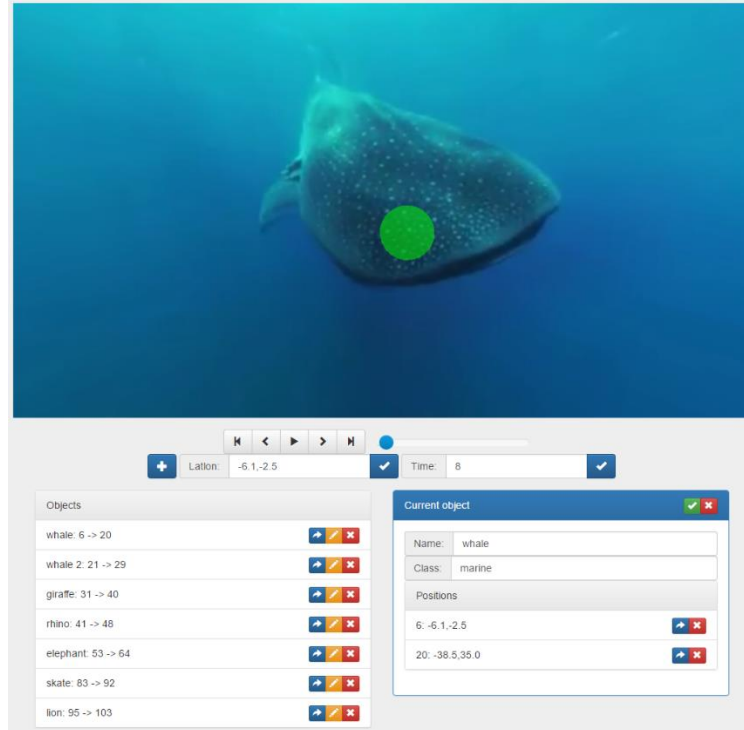 Latlon: -6.1,-2.5 Time: 8
Objects
whale: 6 -> 20
whale 2: 21 -> 29
giraffe: 31 -> 40
rhino: 41 -> 48
elephant: 53 -> 64
skate: 83 -> 92
lion: 95 -> 103
Current object
Name: whale
Class: marine
Positions
6: -6.1,-2.5
20: -38.5,35.0